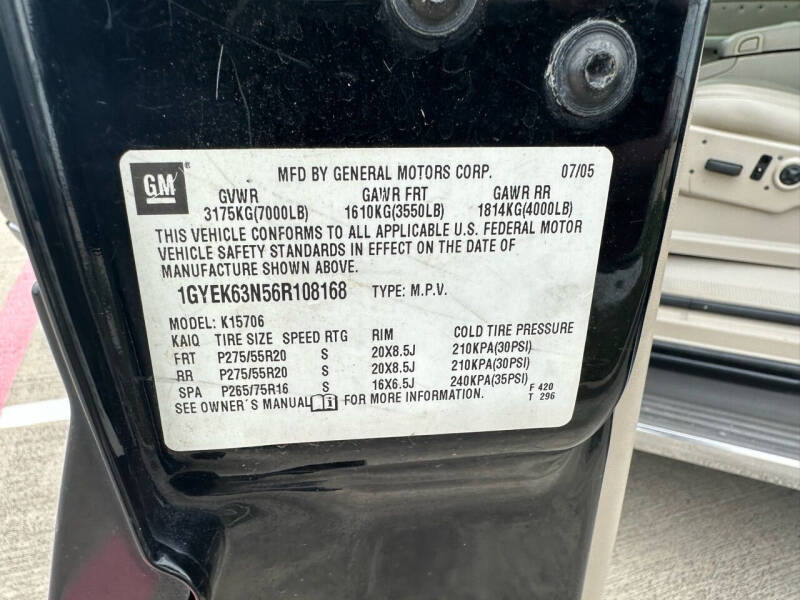 GM ® MFD BY GENERAL MOTORS CORP. 07/05
GVWR GAWR FRT GAWR RR
3175KG(7000LB) 1610KG(3550LB) 1814KG(4000LB)
THIS VEHICLE CONFORMS TO ALL APPLICABLE U.S. FEDERAL MOTOR
VEHICLE SAFETY STANDARDS IN EFFECT ON THE DATE OF
MANUFACTURE SHOWN ABOVE.
1GYEK63N56R108168 TYPE: M.P.V.
MODEL: K15706
KAIQ TIRE SIZE SPEED RTG RIM COLD TIRE PRESSURE
FRT P275/55R20 S 20X8.5J 210KPA(30PSI)
RR P275/55R20 S 20X8.5J 210KPA(30PSI)
SPA P265/75R16 S 16X6.5J 240KPA(35PSI)
SEE OWNER'S MANUAL i FOR MORE INFORMATION.
F 420
T 296